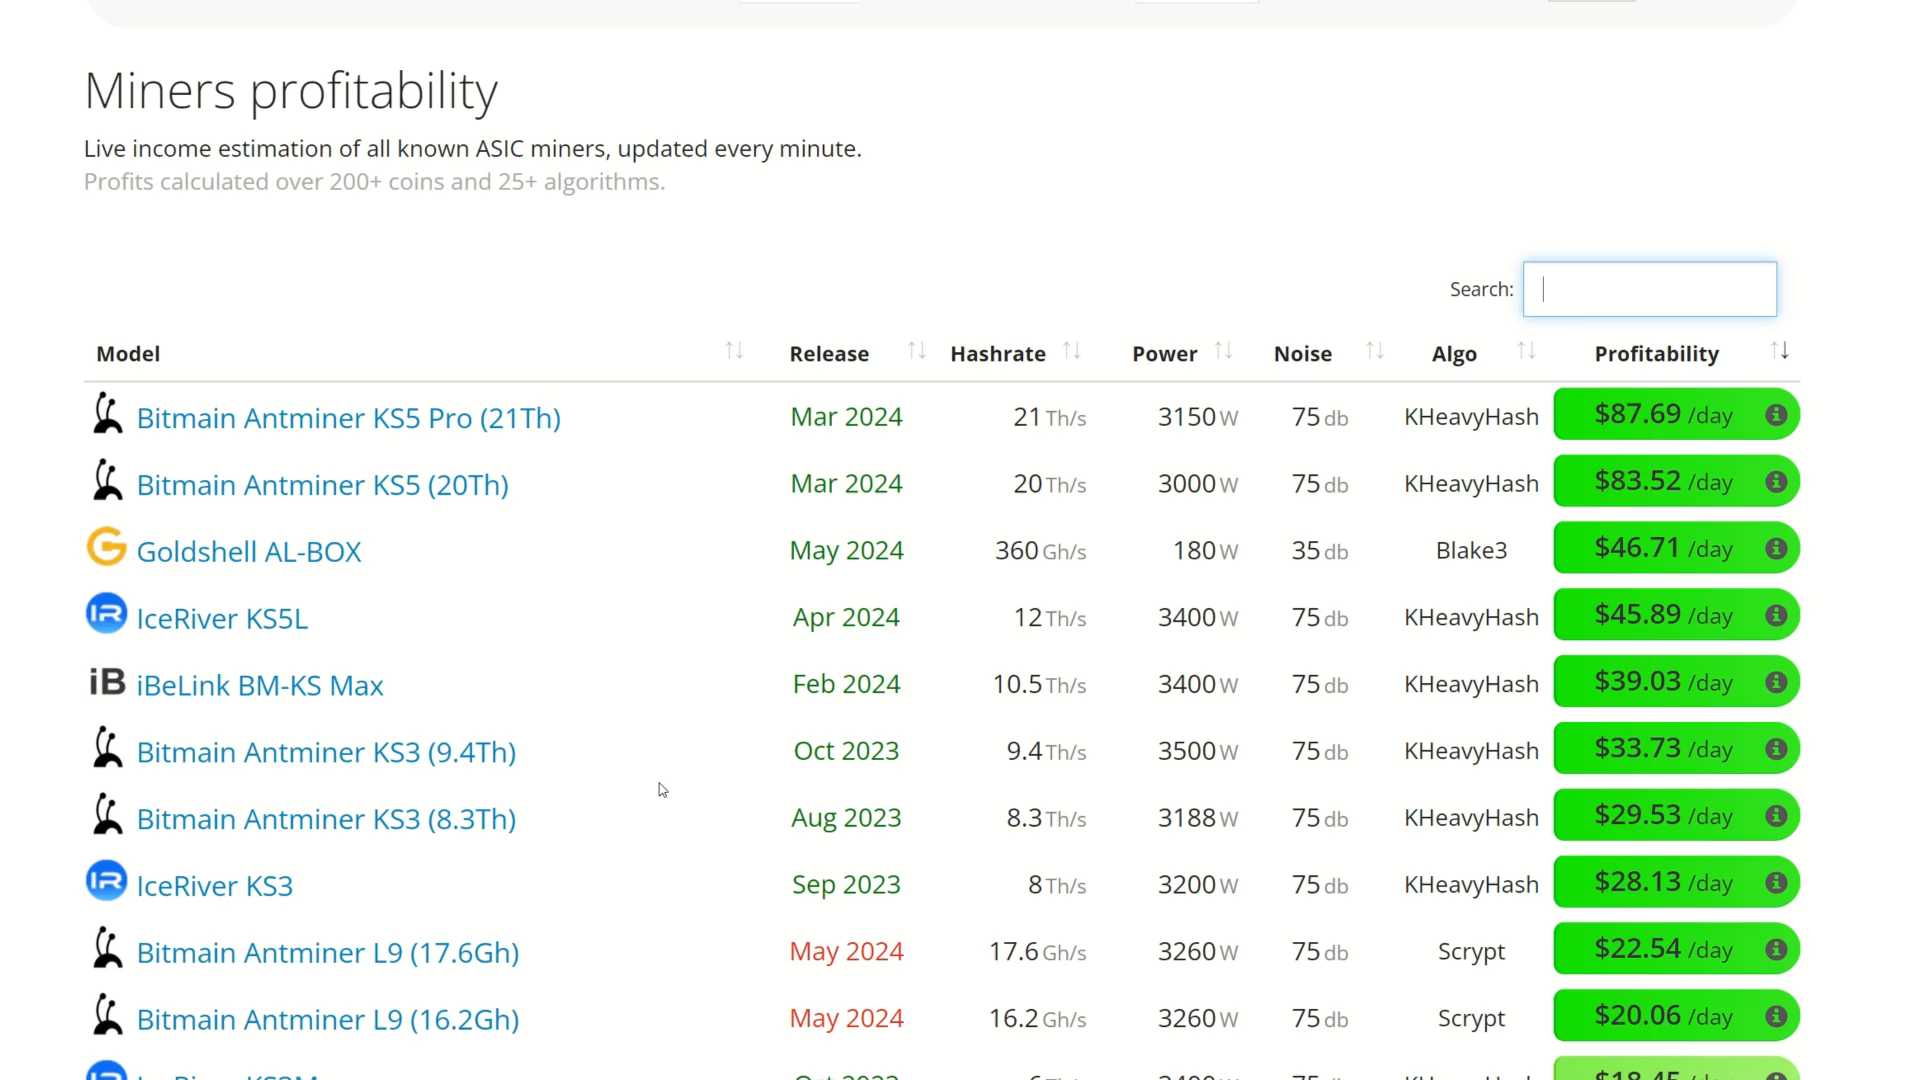 Miners profitability
Live income estimation of all known ASIC miners, updated every minute.
Profits calculated over 200+ coins and 25+ algorithms.
Search:
Model Release Hashrate Power Noise Algo Profitability
Bitmain Antminer KS5 Pro (21Th) Mar 2024 21 Th/s 3150 W 75 db KHeavyHash $87.69 /day
Bitmain Antminer KS5 (20Th) Mar 2024 20 Th/s 3000 W 75 db KHeavyHash $83.52 /day
G Goldshell AL-BOX May 2024 360 Gh/s 180 W 35 db Blake3 $46.71 /day
IR IceRiver KS5L Apr 2024 12 Th/s 3400 W 75 db KHeavyHash $45.89 /day
iB iBeLink BM-KS Max Feb 2024 10.5 Th/s 3400 W 75 db KHeavyHash $39.03 /day
Bitmain Antminer KS3 (9.4Th) Oct 2023 9.4 Th/s 3500 W 75 db KHeavyHash $33.73 /day
Bitmain Antminer KS3 (8.3Th) Aug 2023 8.3 Th/s 3188 W 75 db KHeavyHash $29.53 /day
IR IceRiver KS3 Sep 2023 8 Th/s 3200 W 75 db KHeavyHash $28.13 /day
Bitmain Antminer L9 (17.6Gh) May 2024 17.6 Gh/s 3260 W 75 db Scrypt $22.54 /day
Bitmain Antminer L9 (16.2Gh) May 2024 16.2 Gh/s 3260 W 75 db Scrypt $20.06 /day